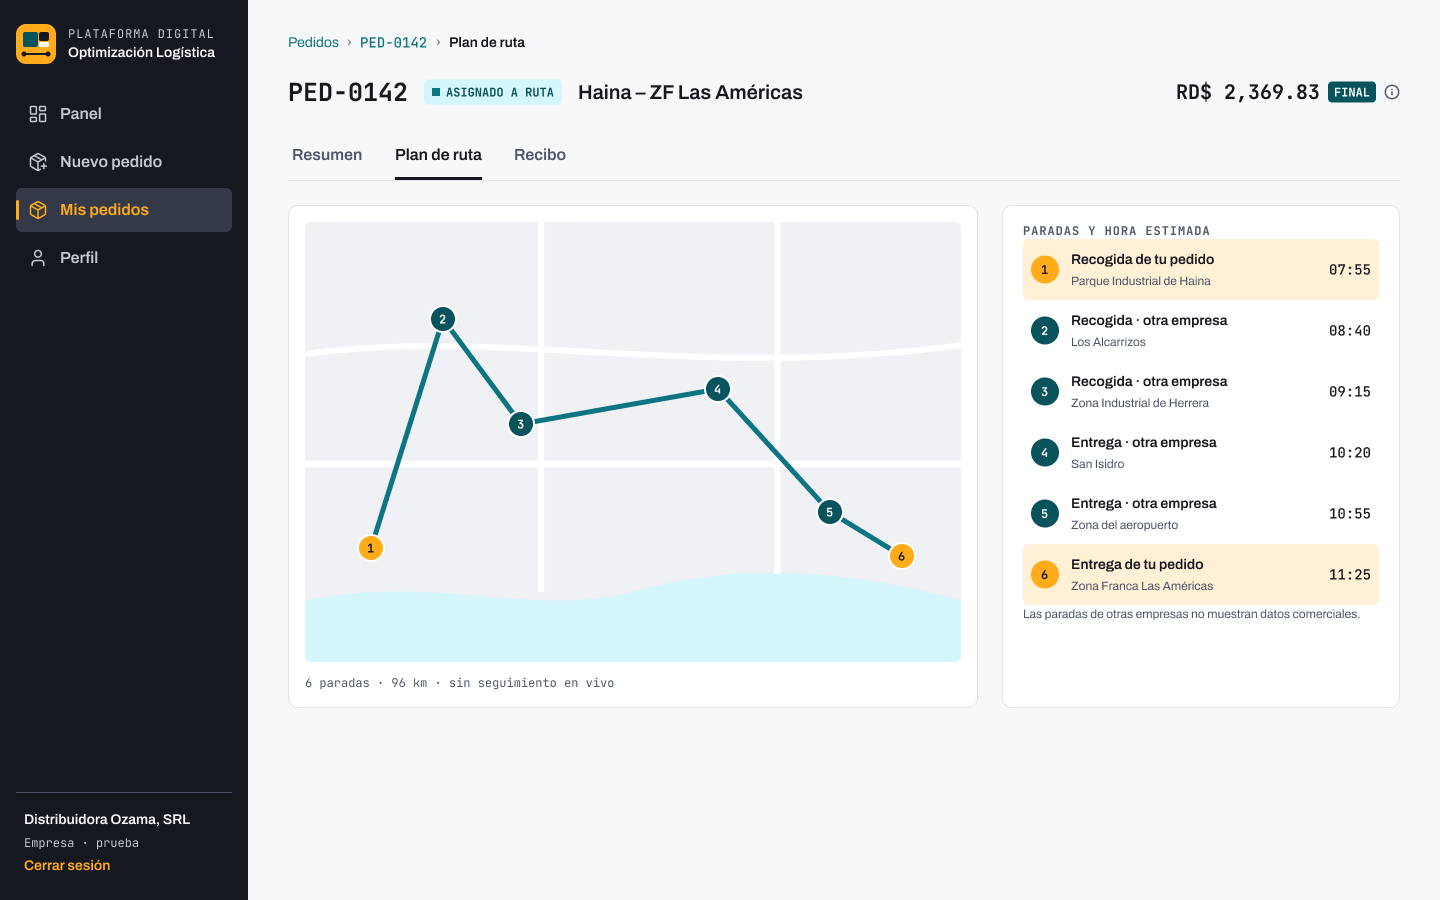 PLATAFORMA DIGITAL
Optimización Logística
Panel
Nuevo pedido
Mis pedidos
Perfil
Distribuidora Ozama, SRL
Empresa · prueba
Cerrar sesión
Pedidos › PED-0142 › Plan de ruta
PED-0142 ASIGNADO A RUTA Haina – ZF Las Américas
RD$ 2,369.83 FINAL
Resumen Plan de ruta Recibo
1
2
3
4
5
6
6 paradas · 96 km · sin seguimiento en vivo
PARADAS Y HORA ESTIMADA
1 Recogida de tu pedido 07:55
Parque Industrial de Haina
2 Recogida · otra empresa 08:40
Los Alcarrizos
3 Recogida · otra empresa 09:15
Zona Industrial de Herrera
4 Entrega · otra empresa 10:20
San Isidro
5 Entrega · otra empresa 10:55
Zona del aeropuerto
6 Entrega de tu pedido 11:25
Zona Franca Las Américas
Las paradas de otras empresas no muestran datos comerciales.